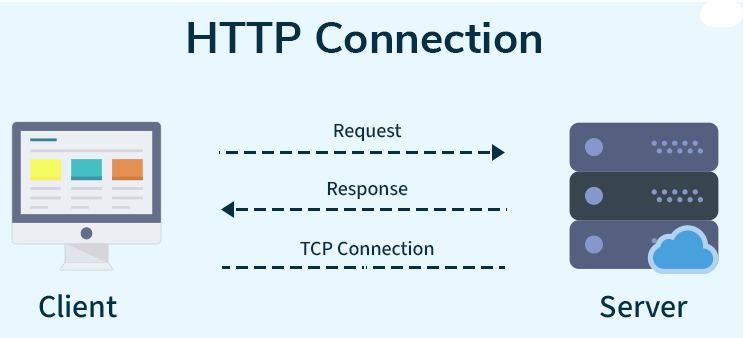 HTTP Connection
Request
Response
TCP Connection
Client
Server